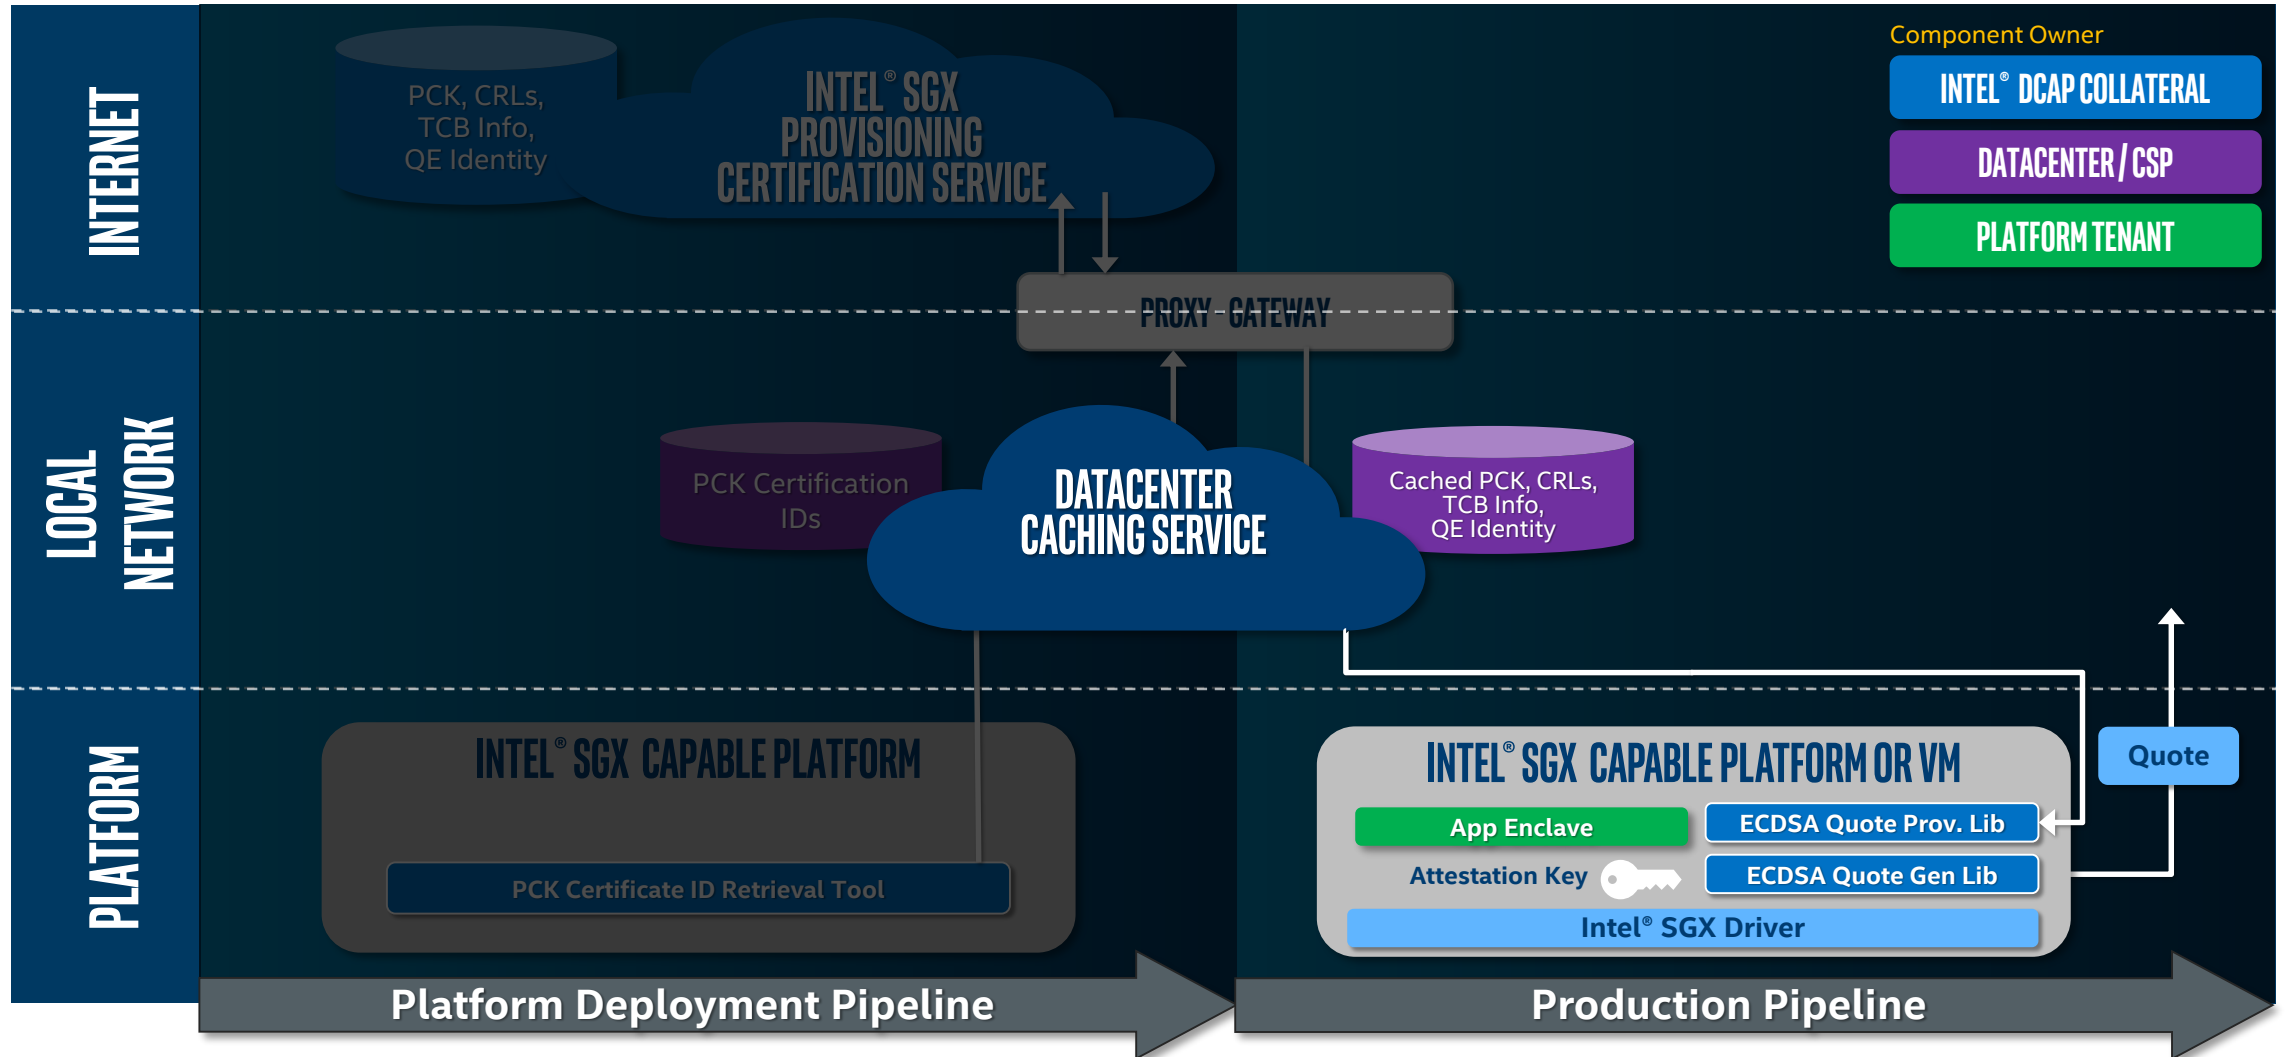 INTERNET
PCK, CRLs,
TCB Info,
QE Identity
INTEL® SGX
PROVISIONING
CERTIFICATION SERVICE
Component Owner
INTEL® DCAP COLLATERAL
DATACENTER / CSP
PLATFORM TENANT
PROXY - GATEWAY
LOCAL
NETWORK
PCK Certification
IDs
DATACENTER
CACHING SERVICE
Cached PCK, CRLs,
TCB Info,
QE Identity
PLATFORM
INTEL® SGX CAPABLE PLATFORM
PCK Certificate ID Retrieval Tool
INTEL® SGX CAPABLE PLATFORM OR VM
App Enclave
ECDSA Quote Prov. Lib
Attestation Key
ECDSA Quote Gen Lib
Intel® SGX Driver
Quote
Platform Deployment Pipeline
Production Pipeline